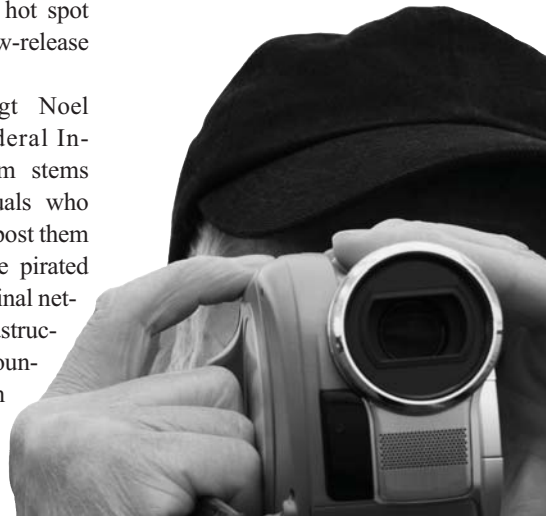 hot spot
w-release
gt Noel
deral In-
m stems
uals who
post them
e pirated
inal net-
struc-
oun-
n